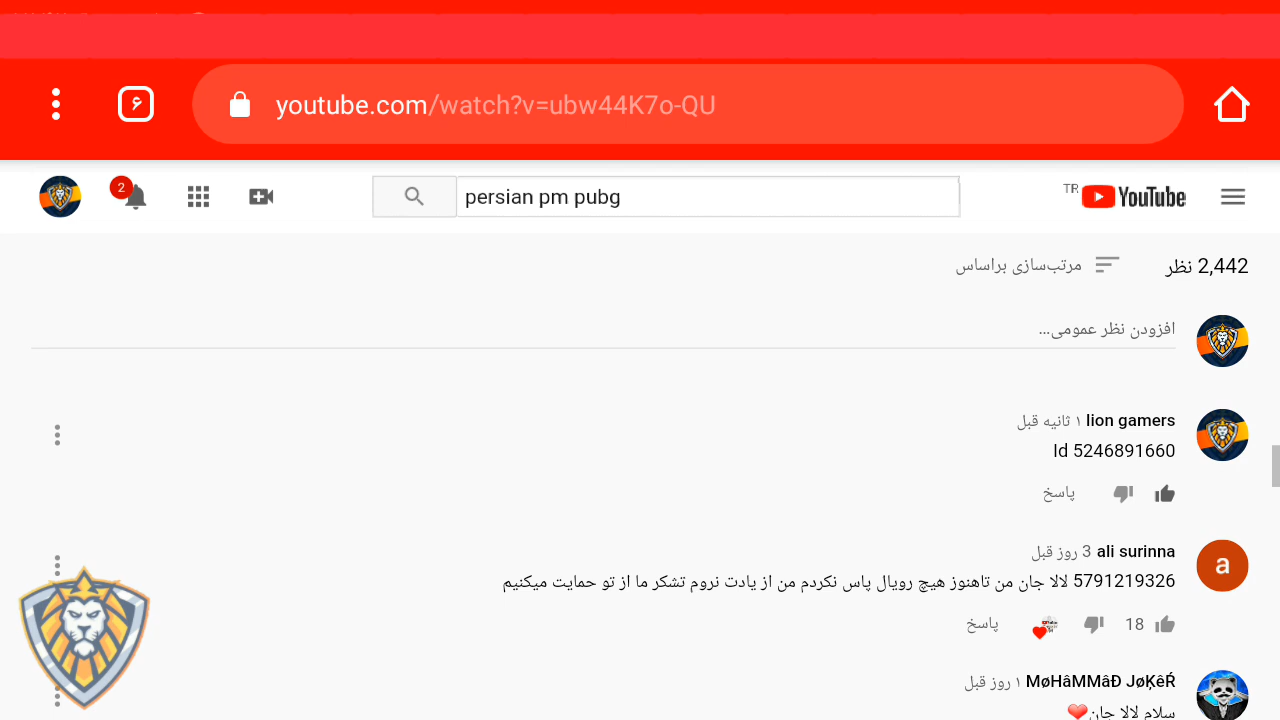 ۶
youtube.com/watch?v=ubw44K7o-QU
2
persian pm pubg
YouTube TR
2,442 نظر
مرتب‌سازی براساس
افزودن نظر عمومی...
lion gamers ۱ ثانیه قبل
Id 5246891660
پاسخ
a
ali surinna 3 روز قبل
5791219326 لالا جان من تاهنوز هیچ رویال پاس نکردم من از یادت نروم تشکر ما از تو حمایت میکنیم
18
پاسخ
MøHâMMâĐ JøĶêŔ ۱ روز قبل
سلام لالا جان❤